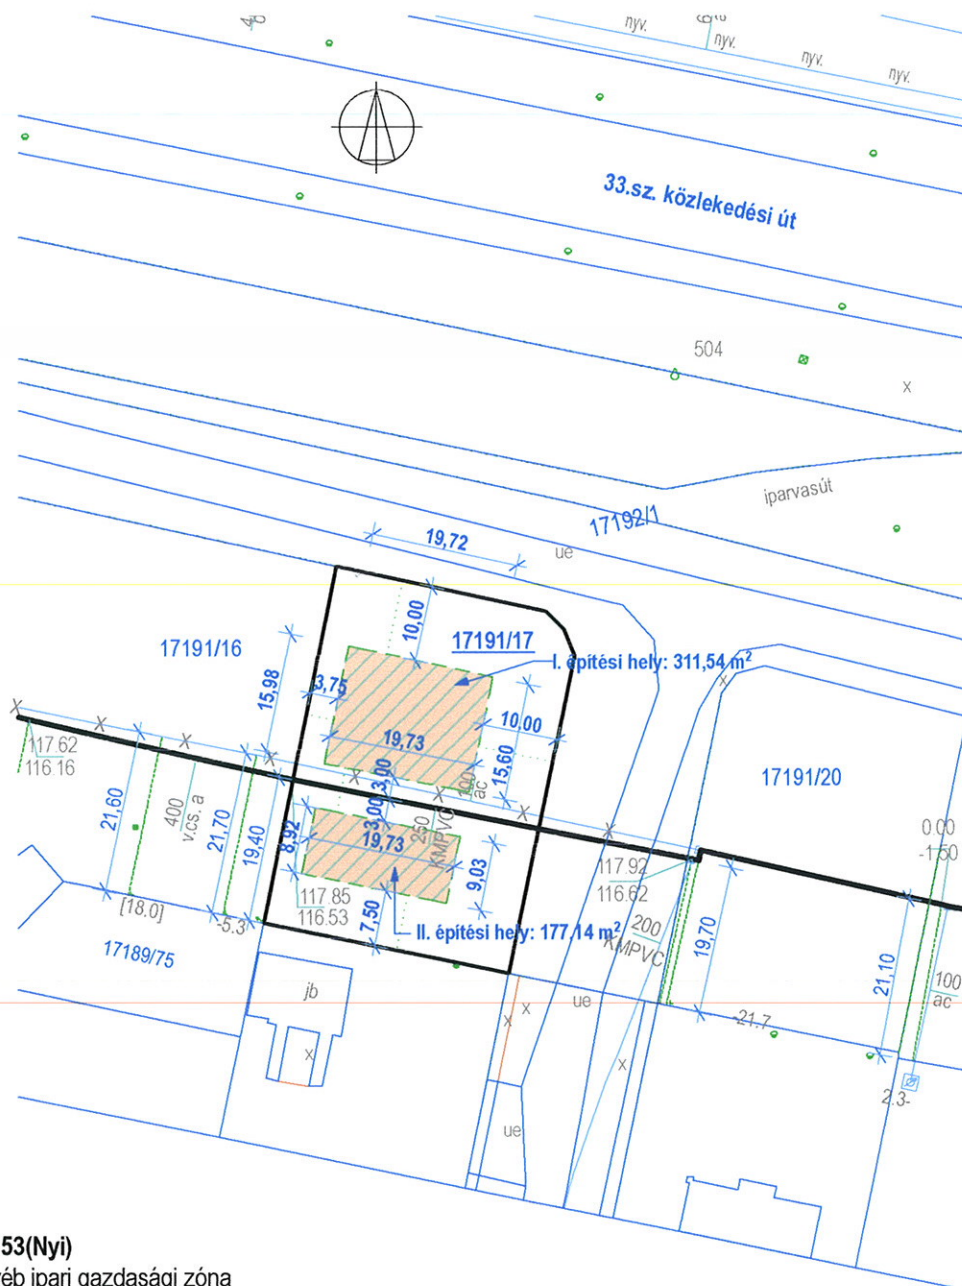 nyv.
nyv.
nyv.
nyv.
33.sz. közlekedési út
504
x
iparvasút
17192/1
ue
19,72
10,00
17191/16
17191/17
I. építési hely: 311,54 m²
15,98
3,75
10,00
19,73
15,60
17191/20
117.62
116.16
3,00
100
ac
21,60
400
v.cs. a
21,70
19,40
8,92
3,00
19,73
250
KMPVC
9,03
117.92
116.62
0.00
-1.50
117.85
116.53
7,50
II. építési hely: 177,14 m²
200
KMPVC
19,70
21,10
100
ac
[18.0]
-5.3
17189/75
jb
x
ue
x
x
x
-21.7
2.3-
ue
53(Nyi)
éb ipari gazdasági zóna